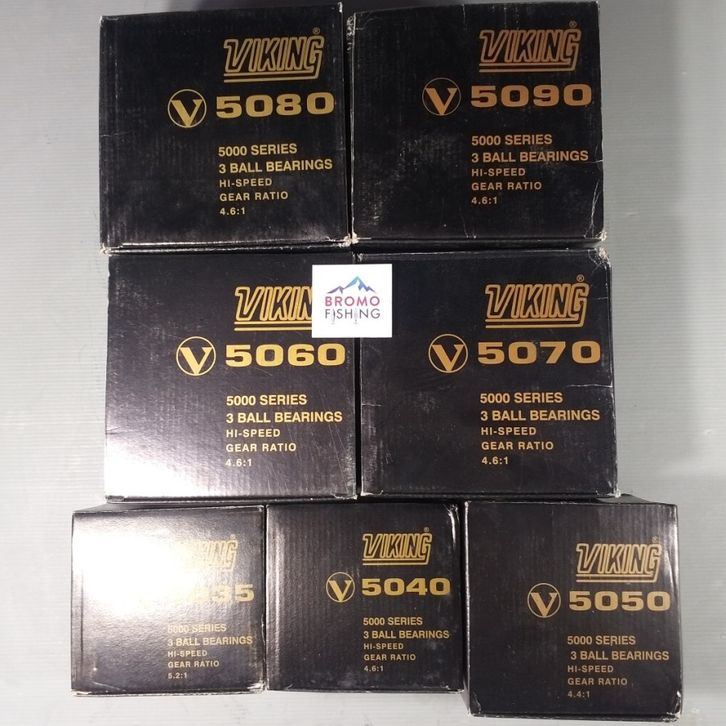 VIKING®
V 5080
5000 SERIES
3 BALL BEARINGS
HI-SPEED
GEAR RATIO
4.6:1
VIKING®
V 5090
5000 SERIES
3 BALL BEARINGS
HI-SPEED
GEAR RATIO
4.6:1
VIKING
V 5060
5000 SERIES
3 BALL BEARINGS
HI-SPEED
GEAR RATIO
4.6:1
BROMO
FISHING
VIKING®
V 5070
5000 SERIES
3 BALL BEARINGS
HI-SPEED
GEAR RATIO
4.6:1
VIKING
5000 SERIES
3 BALL BEARINGS
HI-SPEED
GEAR RATIO
5.2:1
VIKING®
V 5040
5000 SERIES
3 BALL BEARINGS
HI-SPEED
GEAR RATIO
4.6:1
VIKING®
V 5050
5000 SERIES
3 BALL BEARINGS
HI-SPEED
GEAR RATIO
4.4:1